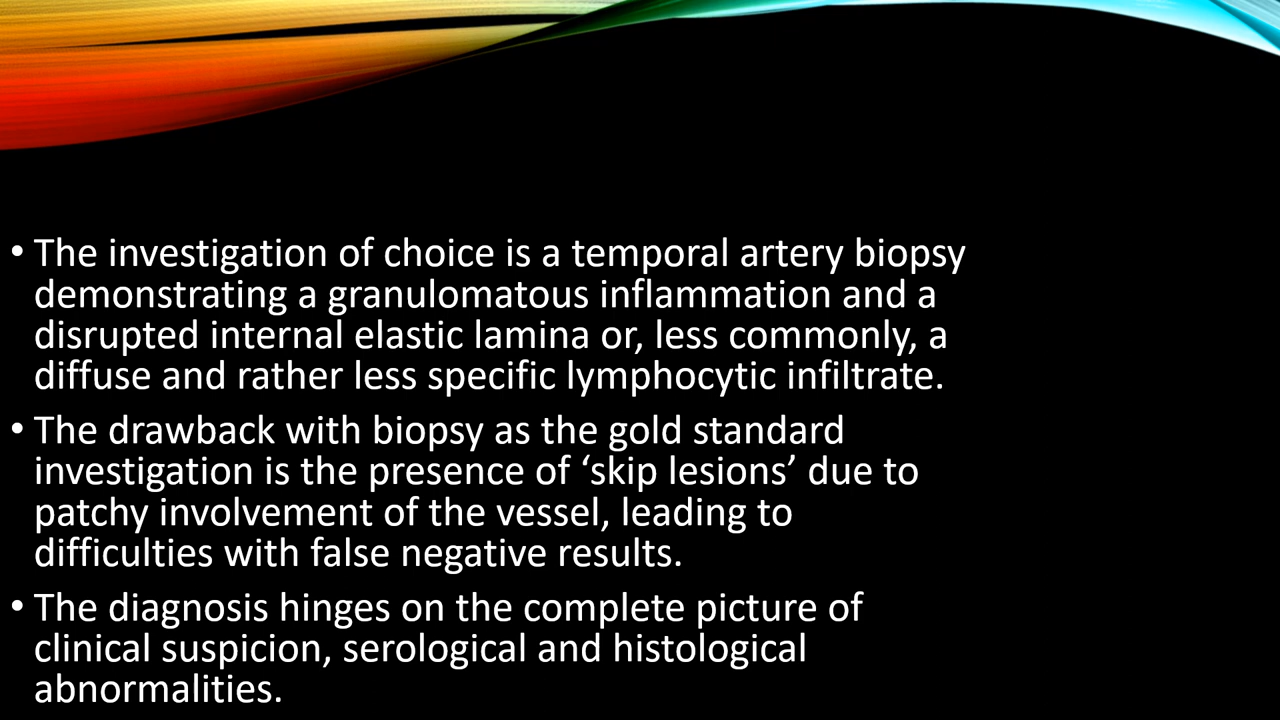 • The investigation of choice is a temporal artery biopsy
demonstrating a granulomatous inflammation and a
disrupted internal elastic lamina or, less commonly, a
diffuse and rather less specific lymphocytic infiltrate.
• The drawback with biopsy as the gold standard
investigation is the presence of ‘skip lesions’ due to
patchy involvement of the vessel, leading to
difficulties with false negative results.
• The diagnosis hinges on the complete picture of
clinical suspicion, serological and histological
abnormalities.